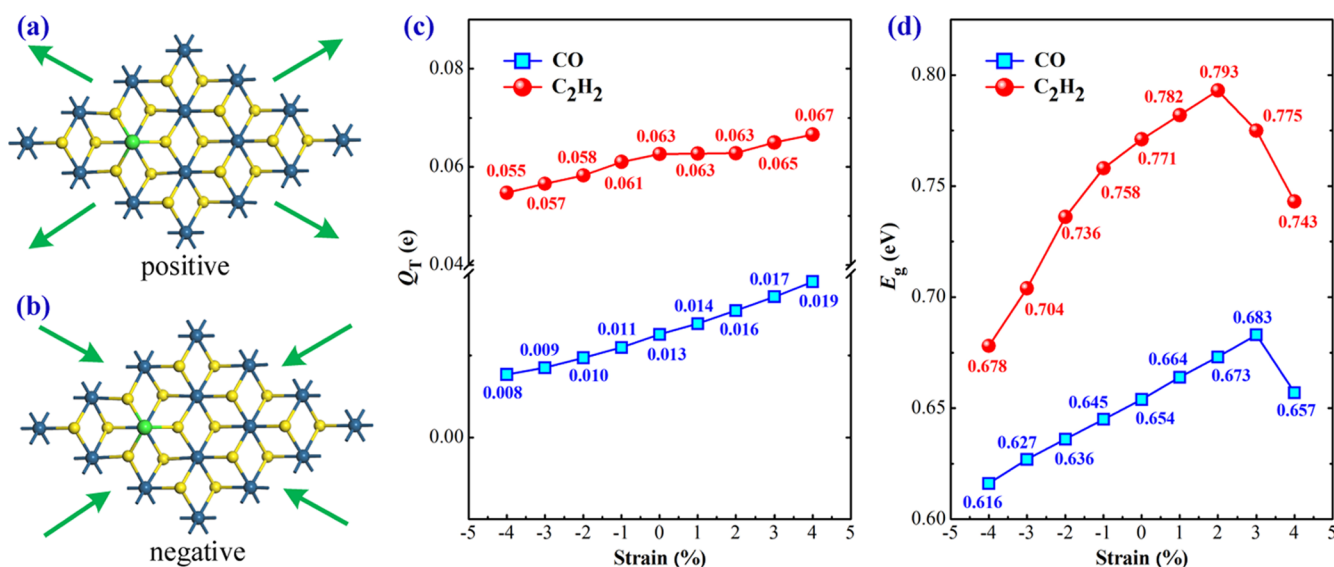 (a)
positive
(b)
negative
(c)
CO
C₂H₂
0.08
0.06
0.04
0.00
Q_T (e)
0.055
0.057
0.058
0.061
0.063
0.063
0.063
0.065
0.067
0.008
0.009
0.010
0.011
0.013
0.014
0.016
0.017
0.019
-5 -4 -3 -2 -1 0 1 2 3 4 5
Strain (%)
(d)
CO
C₂H₂
0.80
0.75
0.70
0.65
0.60
E_g (eV)
0.678
0.704
0.736
0.758
0.771
0.782
0.793
0.775
0.743
0.616
0.627
0.636
0.645
0.654
0.664
0.673
0.683
0.657
-5 -4 -3 -2 -1 0 1 2 3 4 5
Strain (%)